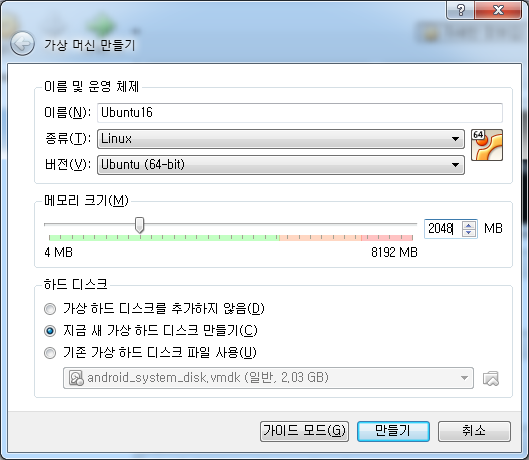 가상 머신 만들기
이름 및 운영 체제
이름(N): Ubuntu16
종류(T): Linux
64
버전(V): Ubuntu (64-bit)
메모리 크기(M)
2048 MB
4 MB 8192 MB
하드 디스크
가상 하드 디스크를 추가하지 않음(D)
지금 새 가상 하드 디스크 만들기(C)
기존 가상 하드 디스크 파일 사용(U)
android_system_disk.vmdk (일반, 2.03 GB)
가이드 모드(G) 만들기 취소